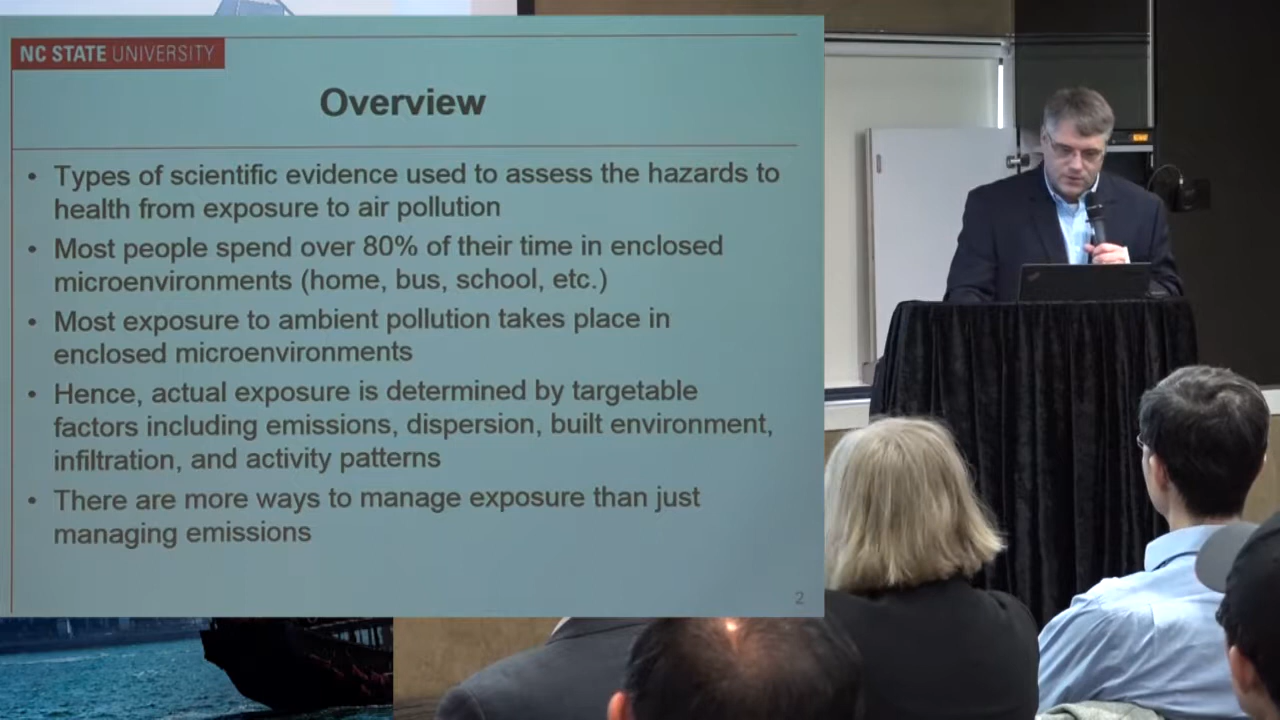 NC STATE UNIVERSITY
Overview
• Types of scientific evidence used to assess the hazards to
health from exposure to air pollution
• Most people spend over 80% of their time in enclosed
microenvironments (home, bus, school, etc.)
• Most exposure to ambient pollution takes place in
enclosed microenvironments
• Hence, actual exposure is determined by targetable
factors including emissions, dispersion, built environment,
infiltration, and activity patterns
• There are more ways to manage exposure than just
managing emissions
2